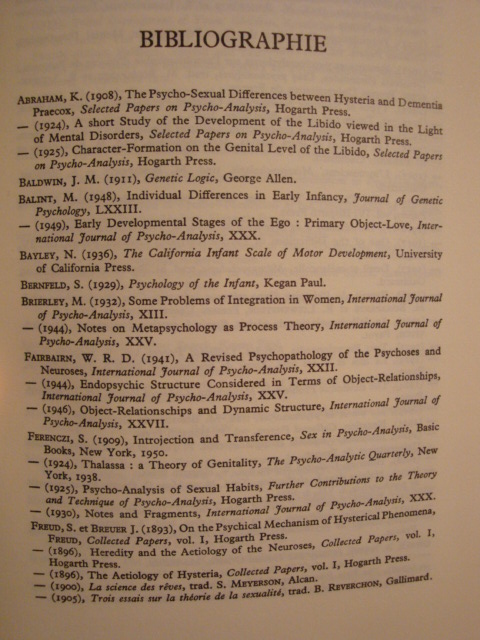 BIBLIOGRAPHIE
ABRAHAM, K. (1908), The Psycho-Sexual Differences between Hysteria and Dementia
Praecox, Selected Papers on Psycho-Analysis, Hogarth Press.
— (1924), A short Study of the Development of the Libido viewed in the Light
of Mental Disorders, Selected Papers on Psycho-Analysis, Hogarth Press.
— (1925), Character-Formation on the Genital Level of the Libido, Selected Papers
on Psycho-Analysis, Hogarth Press.
BALDWIN, J. M. (1911), Genetic Logic, George Allen.
BALINT, M. (1948), Individual Differences in Early Infancy, Journal of Genetic
Psychology, LXXIII.
— (1949), Early Developmental Stages of the Ego : Primary Object-Love, Inter-
national Journal of Psycho-Analysis, XXX.
BAYLEY, N. (1936), The California Infant Scale of Motor Development, University
of California Press.
BERNFELD, S. (1929), Psychology of the Infant, Kegan Paul.
BRIERLEY, M. (1932), Some Problems of Integration in Women, International Journal
of Psycho-Analysis, XIII.
— (1944), Notes on Metapsychology as Process Theory, International Journal of
Psycho-Analysis, XXV.
FAIRBAIRN, W. R. D. (1941), A Revised Psychopathology of the Psychoses and
Neuroses, International Journal of Psycho-Analysis, XXII.
— (1944), Endopsychic Structure Considered in Terms of Object-Relationships,
International Journal of Psycho-Analysis, XXV.
— (1946), Object-Relationschips and Dynamic Structure, International Journal of
Psycho-Analysis, XXVII.
FERENCZI, S. (1909), Introjection and Transference, Sex in Psycho-Analysis, Basic
Books, New York, 1950.
— (1924), Thalassa : a Theory of Genitality, The Psycho-Analytic Quarterly, New
York, 1938.
— (1925), Psycho-Analysis of Sexual Habits, Further Contributions to the Theory
and Technique of Psycho-Analysis, Hogarth Press.
— (1930), Notes and Fragments, International Journal of Psycho-Analysis, XXX.
FREUD, S. et BREUER J. (1893), On the Psychical Mechanism of Hysterical Phenomena,
FREUD, Collected Papers, vol. I, Hogarth Press.
— (1896), Heredity and the Aetiology of the Neuroses, Collected Papers, vol. I,
Hogarth Press.
— (1896), The Aetiology of Hysteria, Collected Papers, vol. I, Hogarth Press.
— (1900), La science des rêves, trad. S. MEYERSON, Alcan.
— (1905), Trois essais sur la théorie de la sexualité, trad. B. REVERCHON, Gallimard.